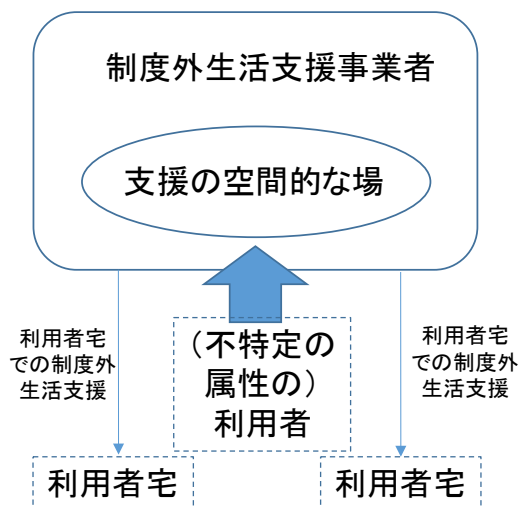 制度外生活支援事業者
支援の空間的な場
利用者宅
での制度外
生活支援
(不特定の
属性の)
利用者
利用者宅
での制度外
生活支援
利用者宅
利用者宅